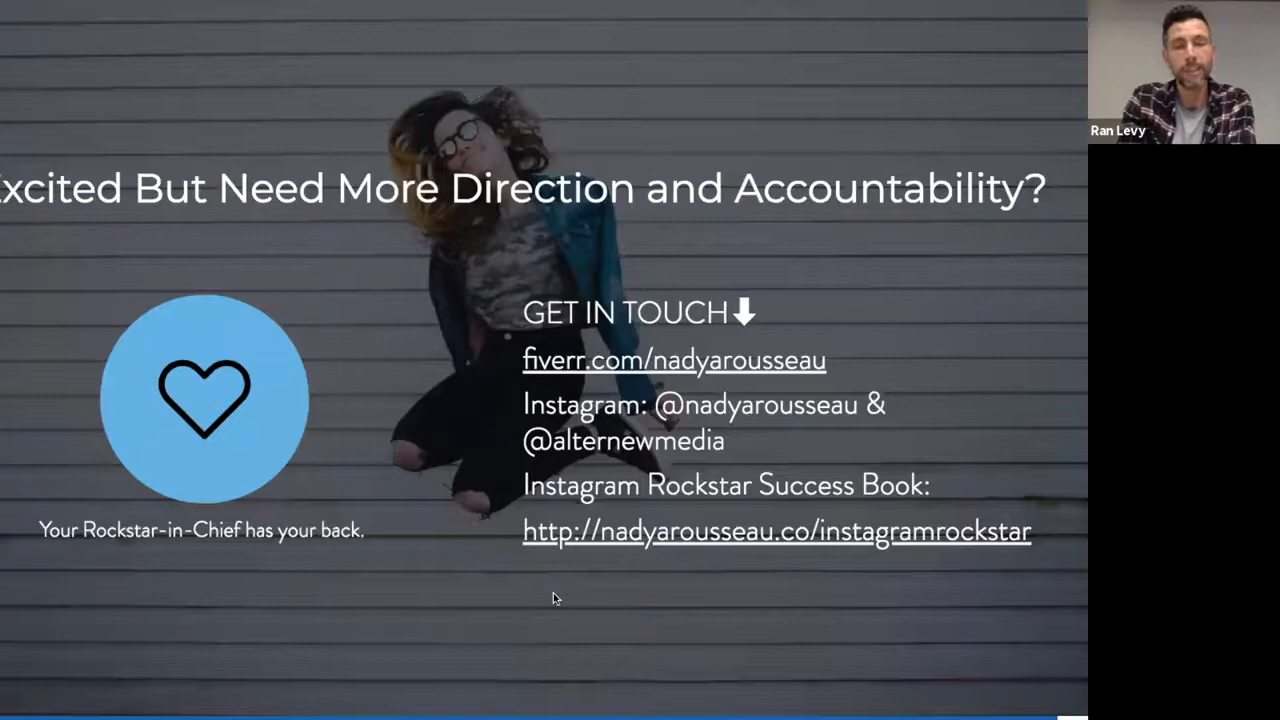 Excited But Need More Direction and Accountability?
GET IN TOUCH⬇
fiverr.com/nadyarousseau
Instagram: @nadyarousseau &
@alternewmedia
Instagram Rockstar Success Book:
http://nadyarousseau.co/instagramrockstar
Your Rockstar-in-Chief has your back.
Ran Levy